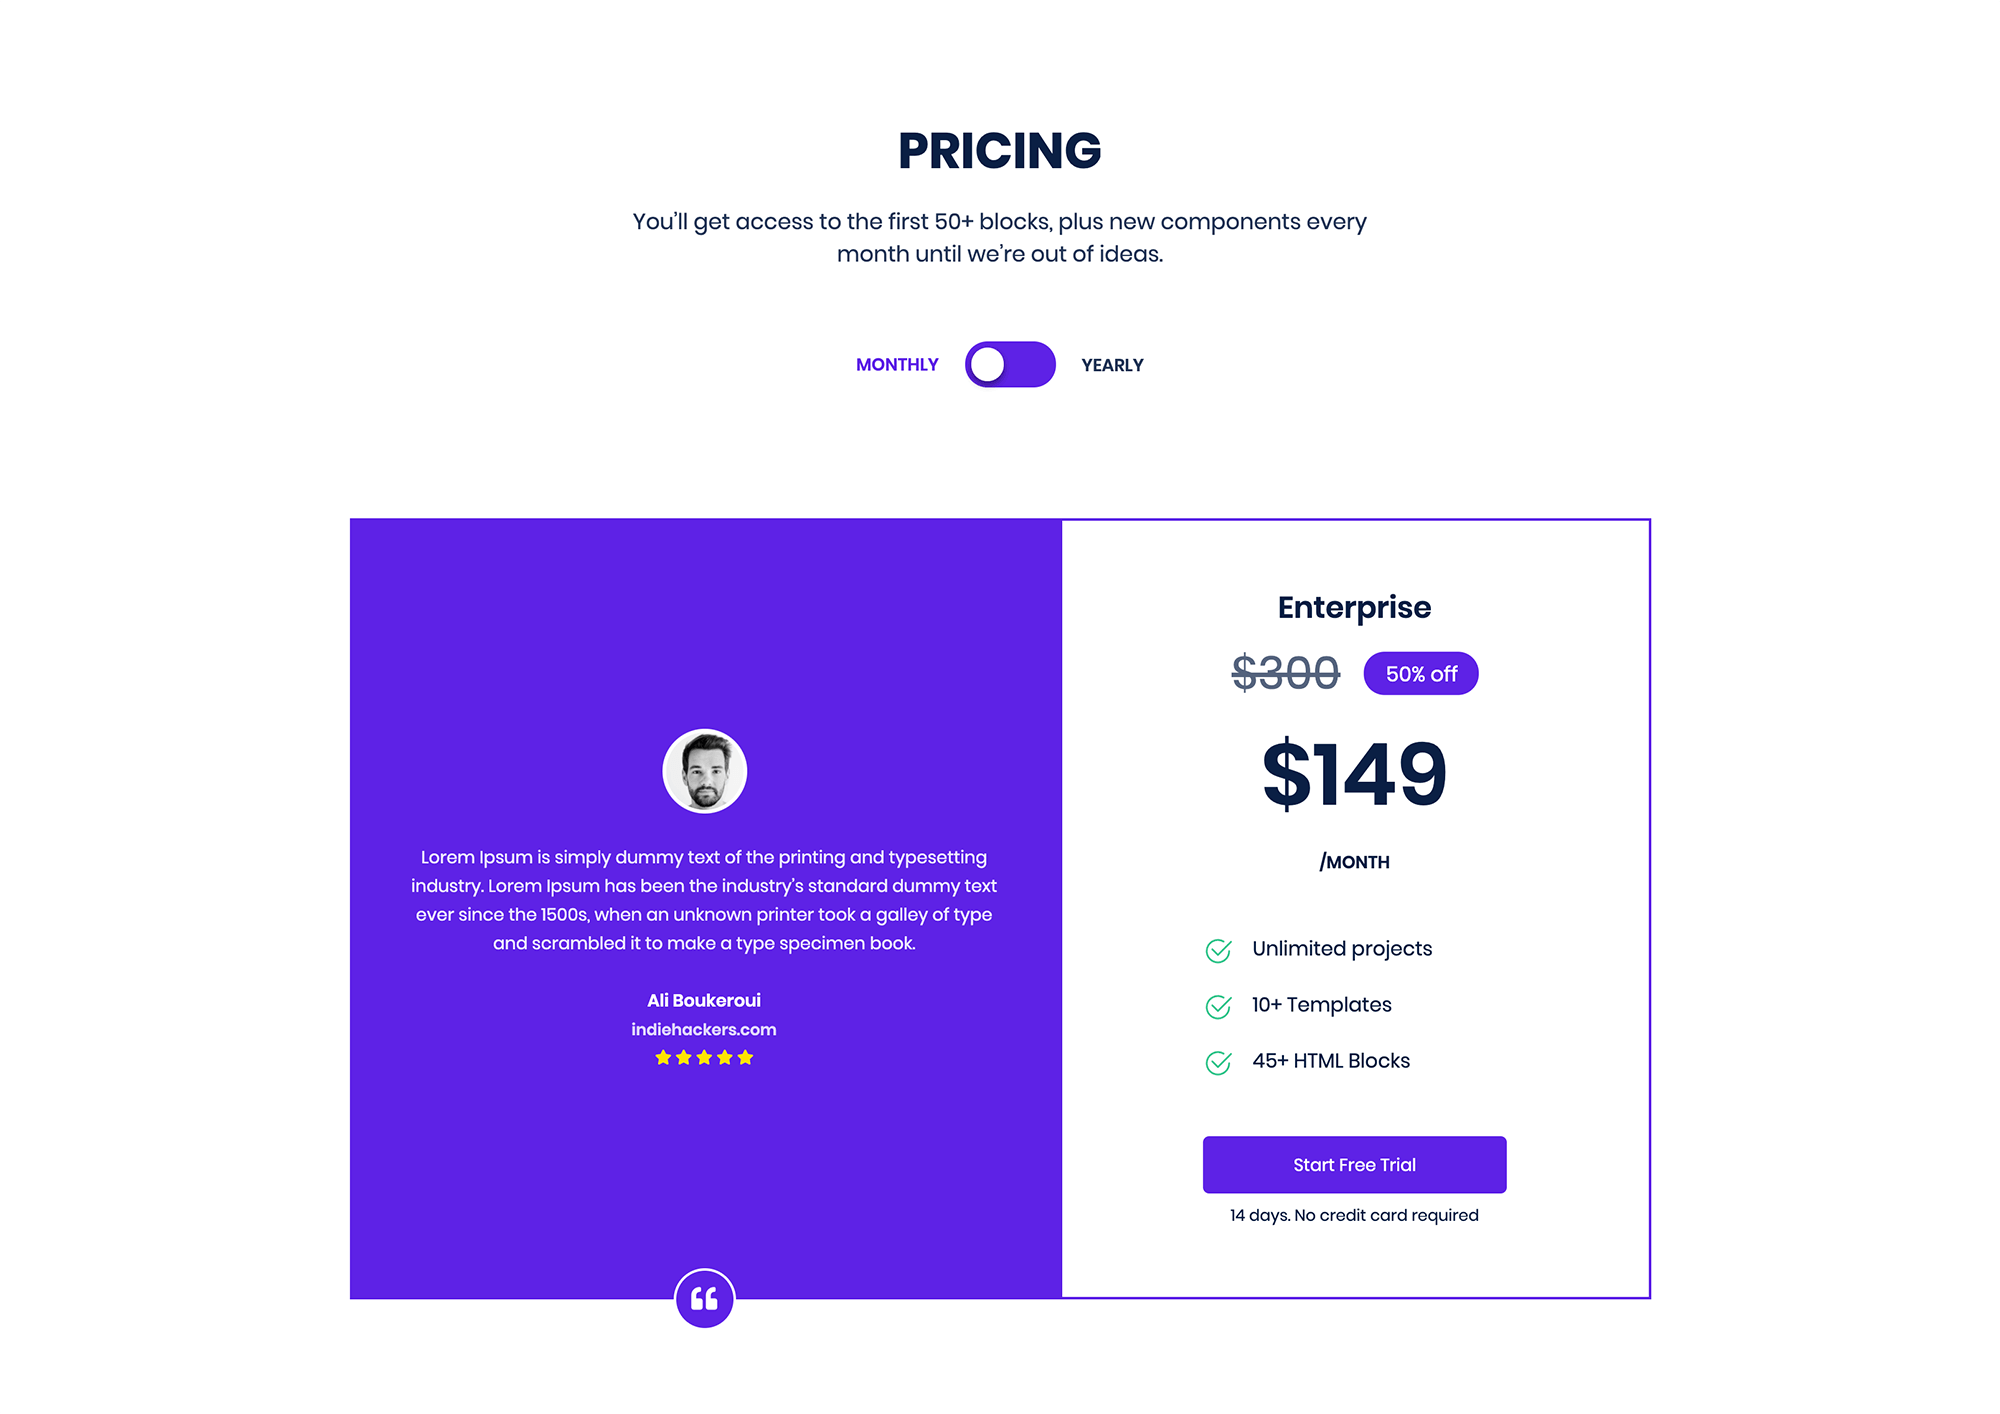 PRICING
You'll get access to the first 50+ blocks, plus new components every
month until we're out of ideas.
MONTHLY
YEARLY
Lorem Ipsum is simply dummy text of the printing and typesetting
industry. Lorem Ipsum has been the industry's standard dummy text
ever since the 1500s, when an unknown printer took a galley of type
and scrambled it to make a type specimen book.
Ali Boukeroui
indiehackers.com
Enterprise
$300
50% off
$149
/MONTH
Unlimited projects
10+ Templates
45+ HTML Blocks
Start Free Trial
14 days. No credit card required